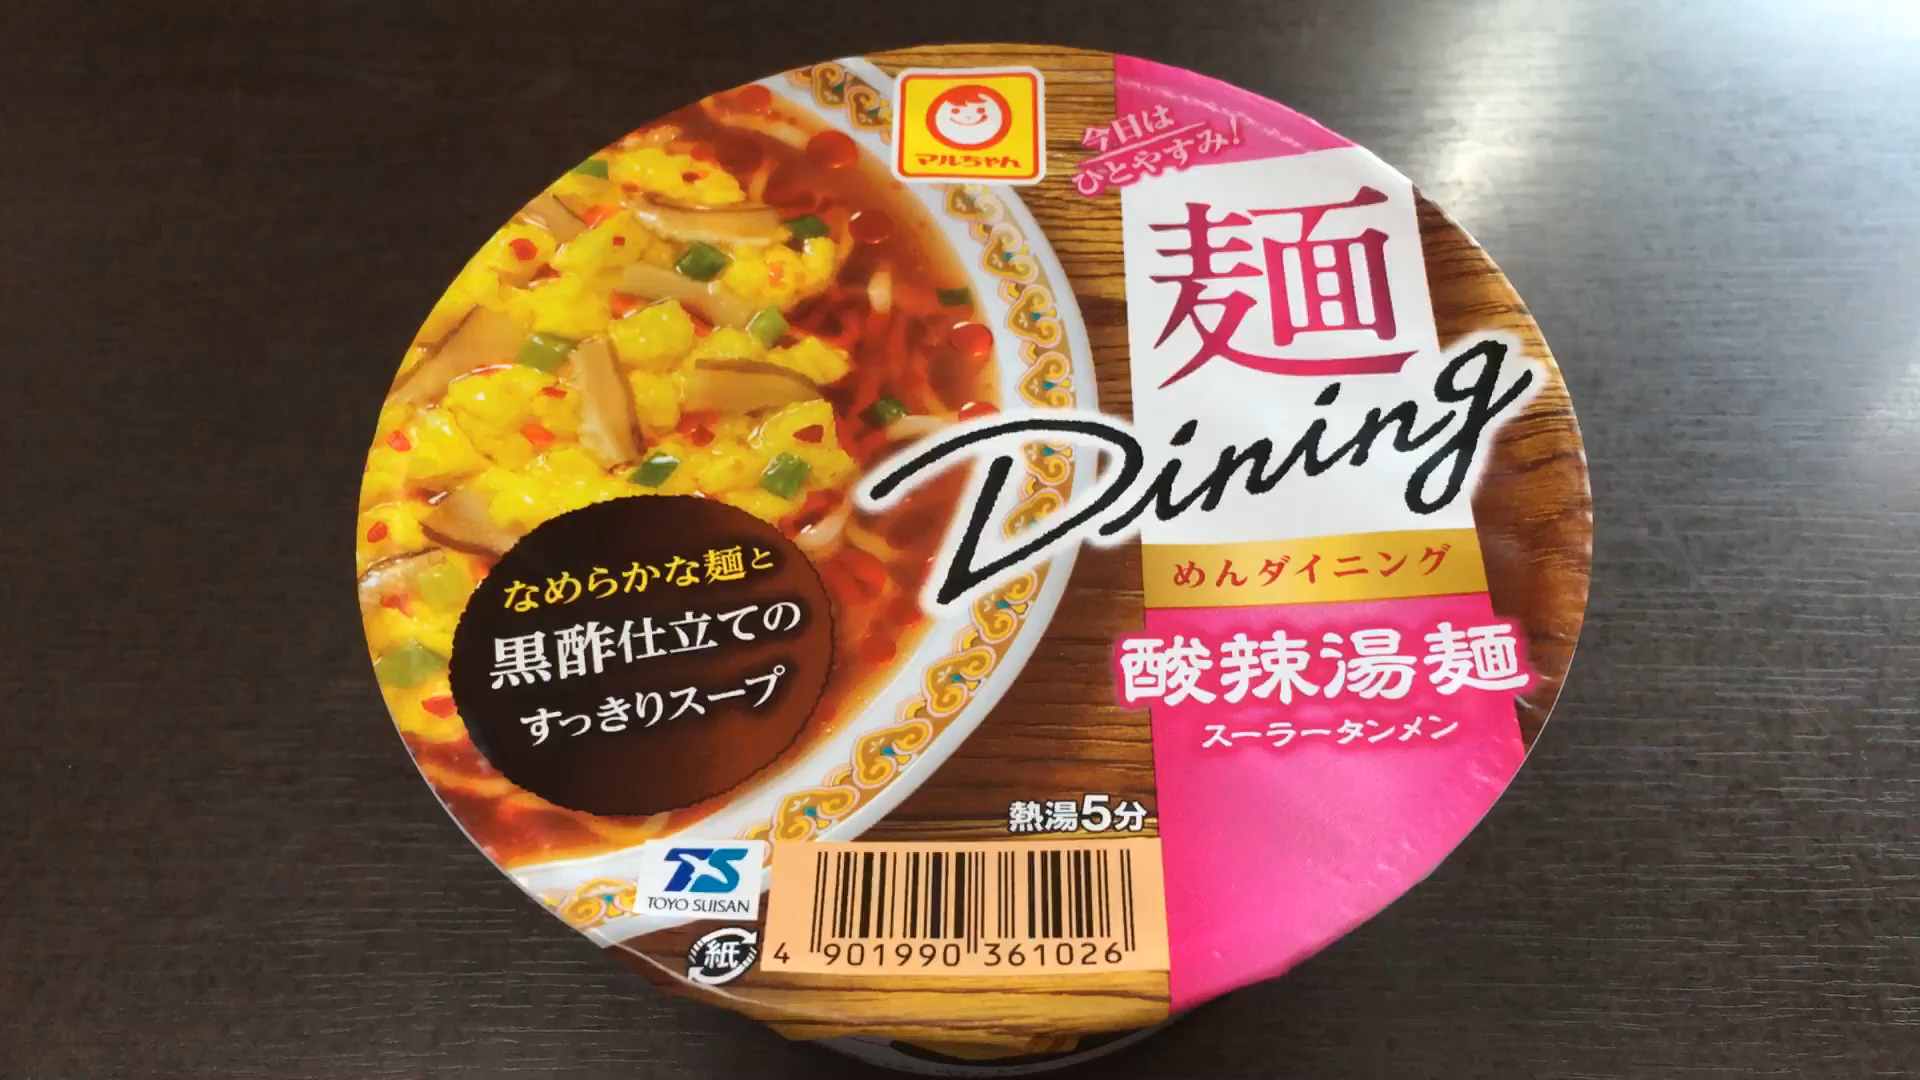 マルちゃん
今日は
ひとやすみ!
麺
Dining
めんダイニング
酸辣湯麺
スーラータンメン
なめらかな麺と
黒酢仕立ての
すっきりスープ
熱湯5分
TS
TOYO SUISAN
紙
4 901990 361026